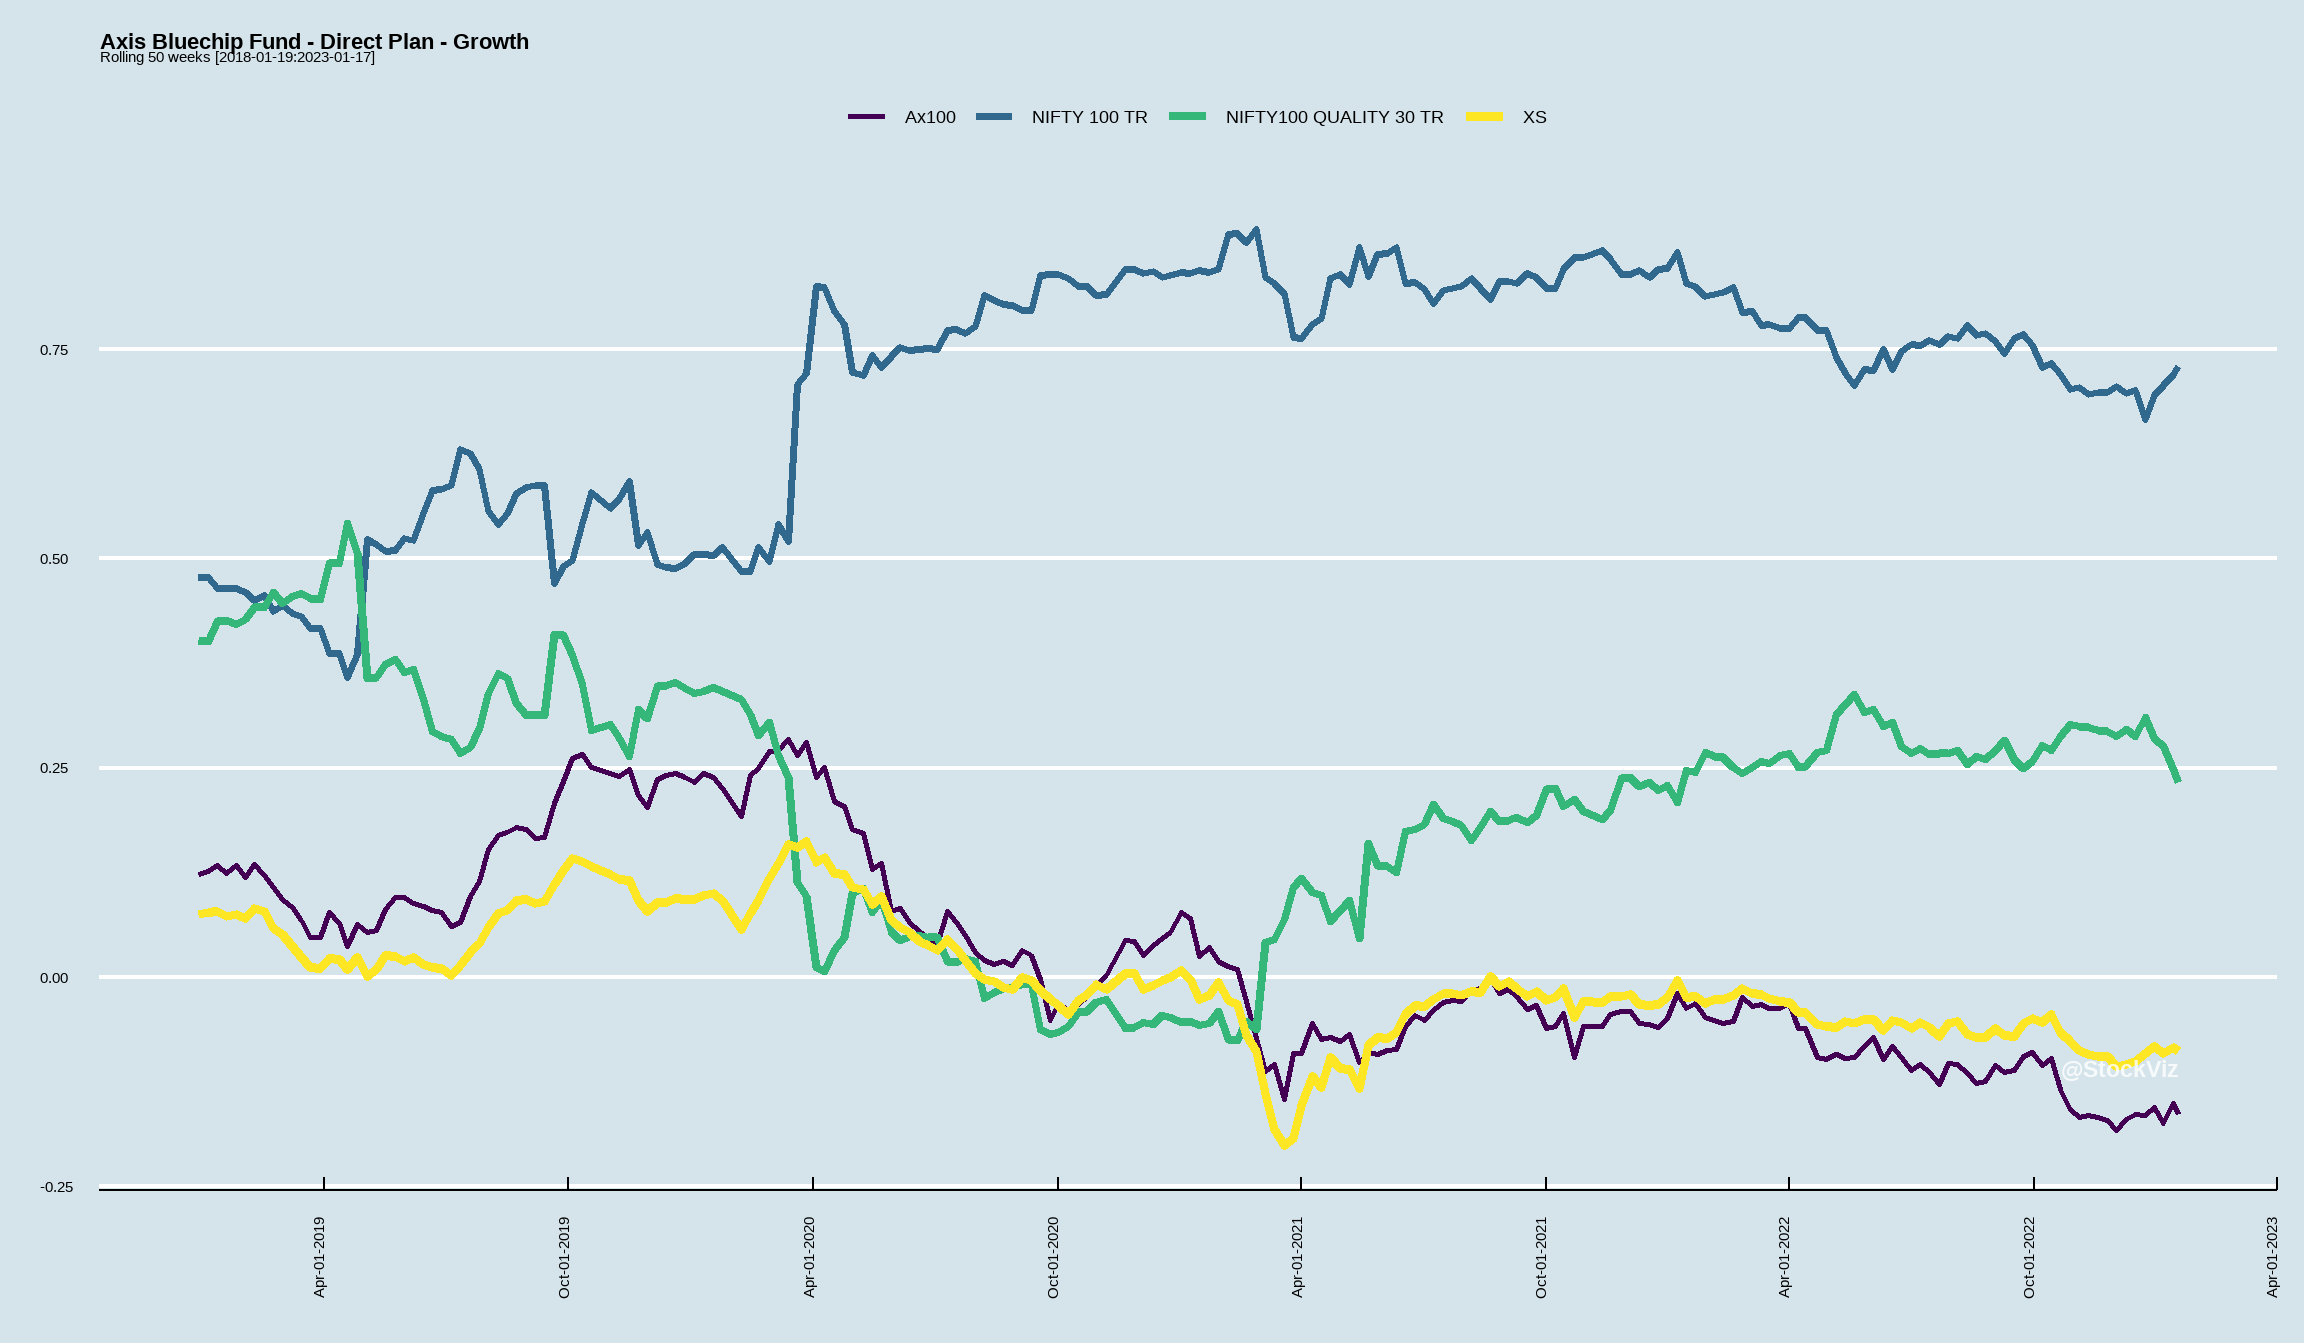 Axis Bluechip Fund - Direct Plan - Growth
Rolling 50 weeks [2018-01-19:2023-01-17]
Ax100 NIFTY 100 TR NIFTY100 QUALITY 30 TR XS
0.75
0.50
0.25
0.00
@StockViz
-0.25
Apr-01-2019 Oct-01-2019 Apr-01-2020 Oct-01-2020 Apr-01-2021 Oct-01-2021 Apr-01-2022 Oct-01-2022 Apr-01-2023